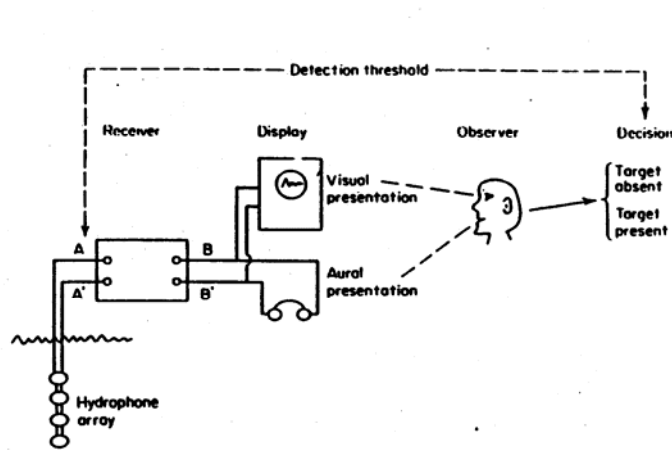 Detection threshold
Receiver
Display
Observer
Decision
Visual
presentation
Target
absent
Target
present
A
B
A'
B'
Aural
presentation
Hydrophone
array